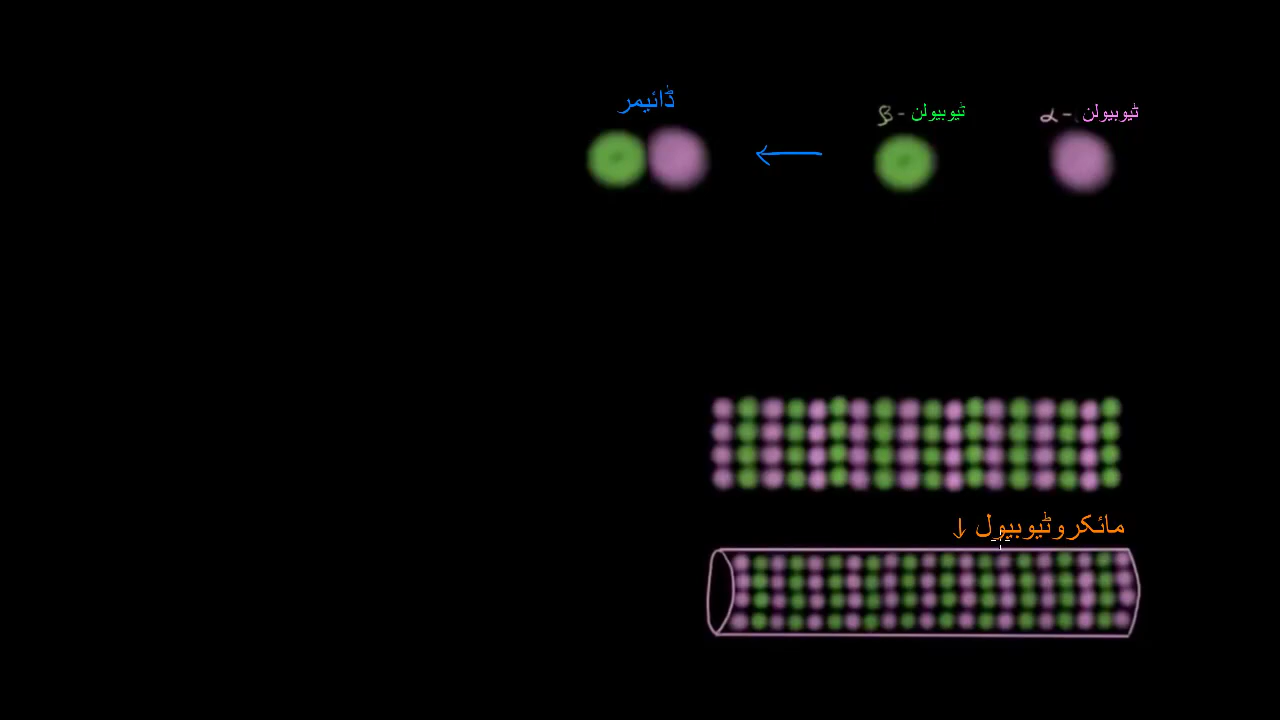 α- ٹیوبیولن
β- ٹیوبیولن
ڈائیمر
مائکروٹیوبیول ↓